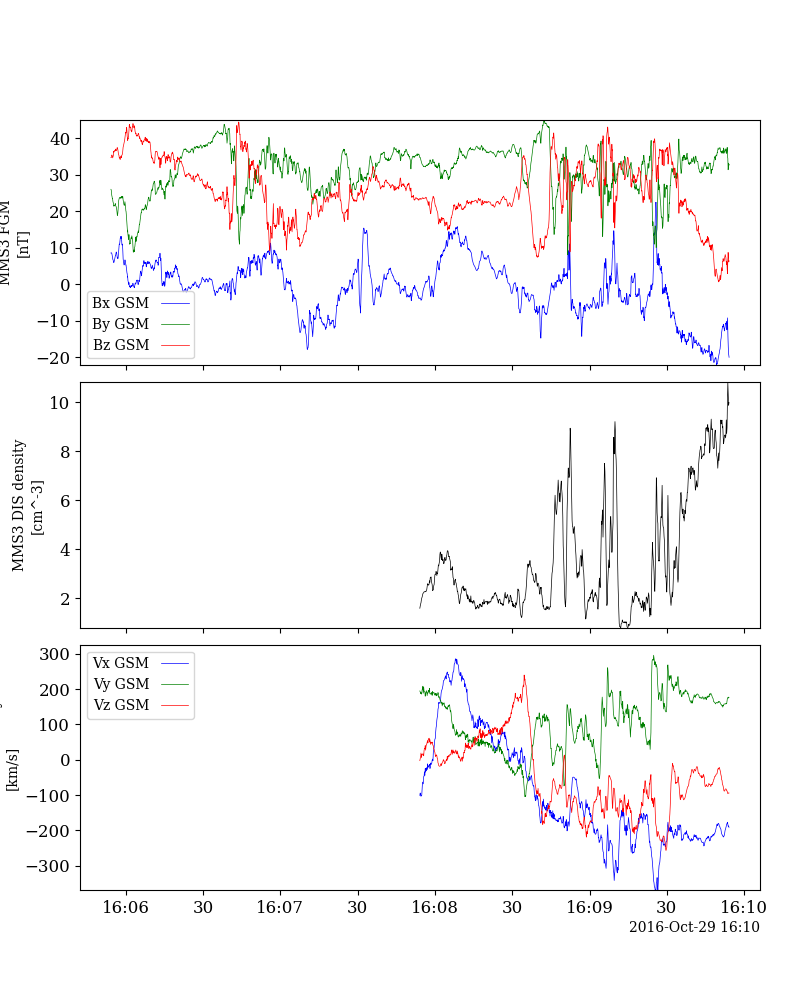 MMS3 FGM
[nT]
40
30
20
10
0
−10
−20
Bx GSM
By GSM
Bz GSM
MMS3 DIS density
[cm^-3]
10
8
6
4
2
[km/s]
300
200
100
0
−100
−200
−300
Vx GSM
Vy GSM
Vz GSM
16:06
30
16:07
30
16:08
30
16:09
30
16:10
2016-Oct-29 16:10